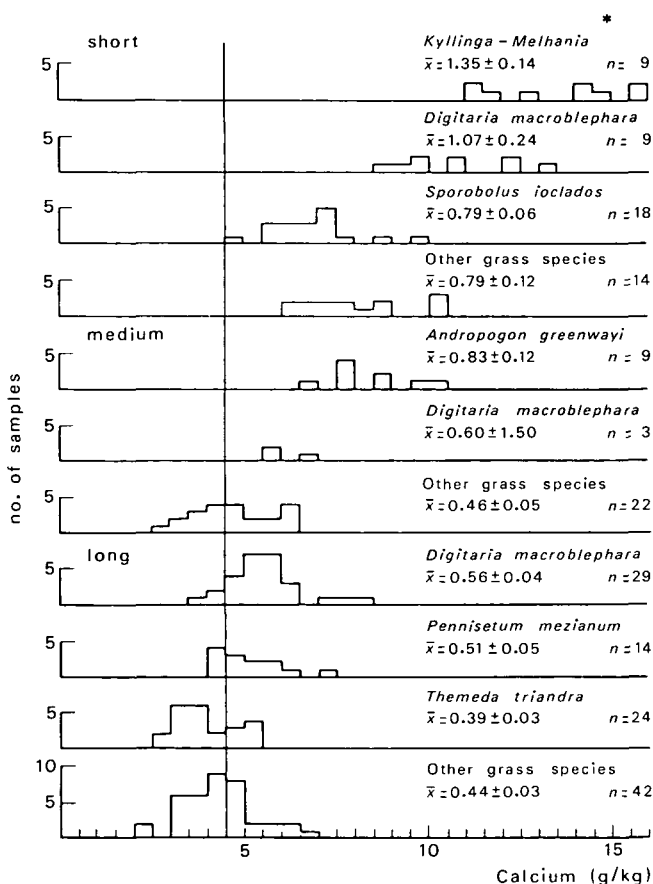 *
short
Kyllinga - Melhania
5
x̄ = 1.35 ± 0.14 n = 9
Digitaria macroblephara
5
x̄ = 1.07 ± 0.24 n = 9
Sporobolus ioclados
5
x̄ = 0.79 ± 0.06 n = 18
Other grass species
5
x̄ = 0.79 ± 0.12 n = 14
medium
Andropogon greenwayi
5
x̄ = 0.83 ± 0.12 n = 9
Digitaria macroblephara
5
x̄ = 0.60 ± 1.50 n = 3
Other grass species
5
x̄ = 0.46 ± 0.05 n = 22
long
Digitaria macroblephara
5
x̄ = 0.56 ± 0.04 n = 29
Pennisetum mezianum
5
x̄ = 0.51 ± 0.05 n = 14
Themeda triandra
5
x̄ = 0.39 ± 0.03 n = 24
10
Other grass species
5
x̄ = 0.44 ± 0.03 n = 42
no. of samples
5 10 15
Calcium (g/kg)